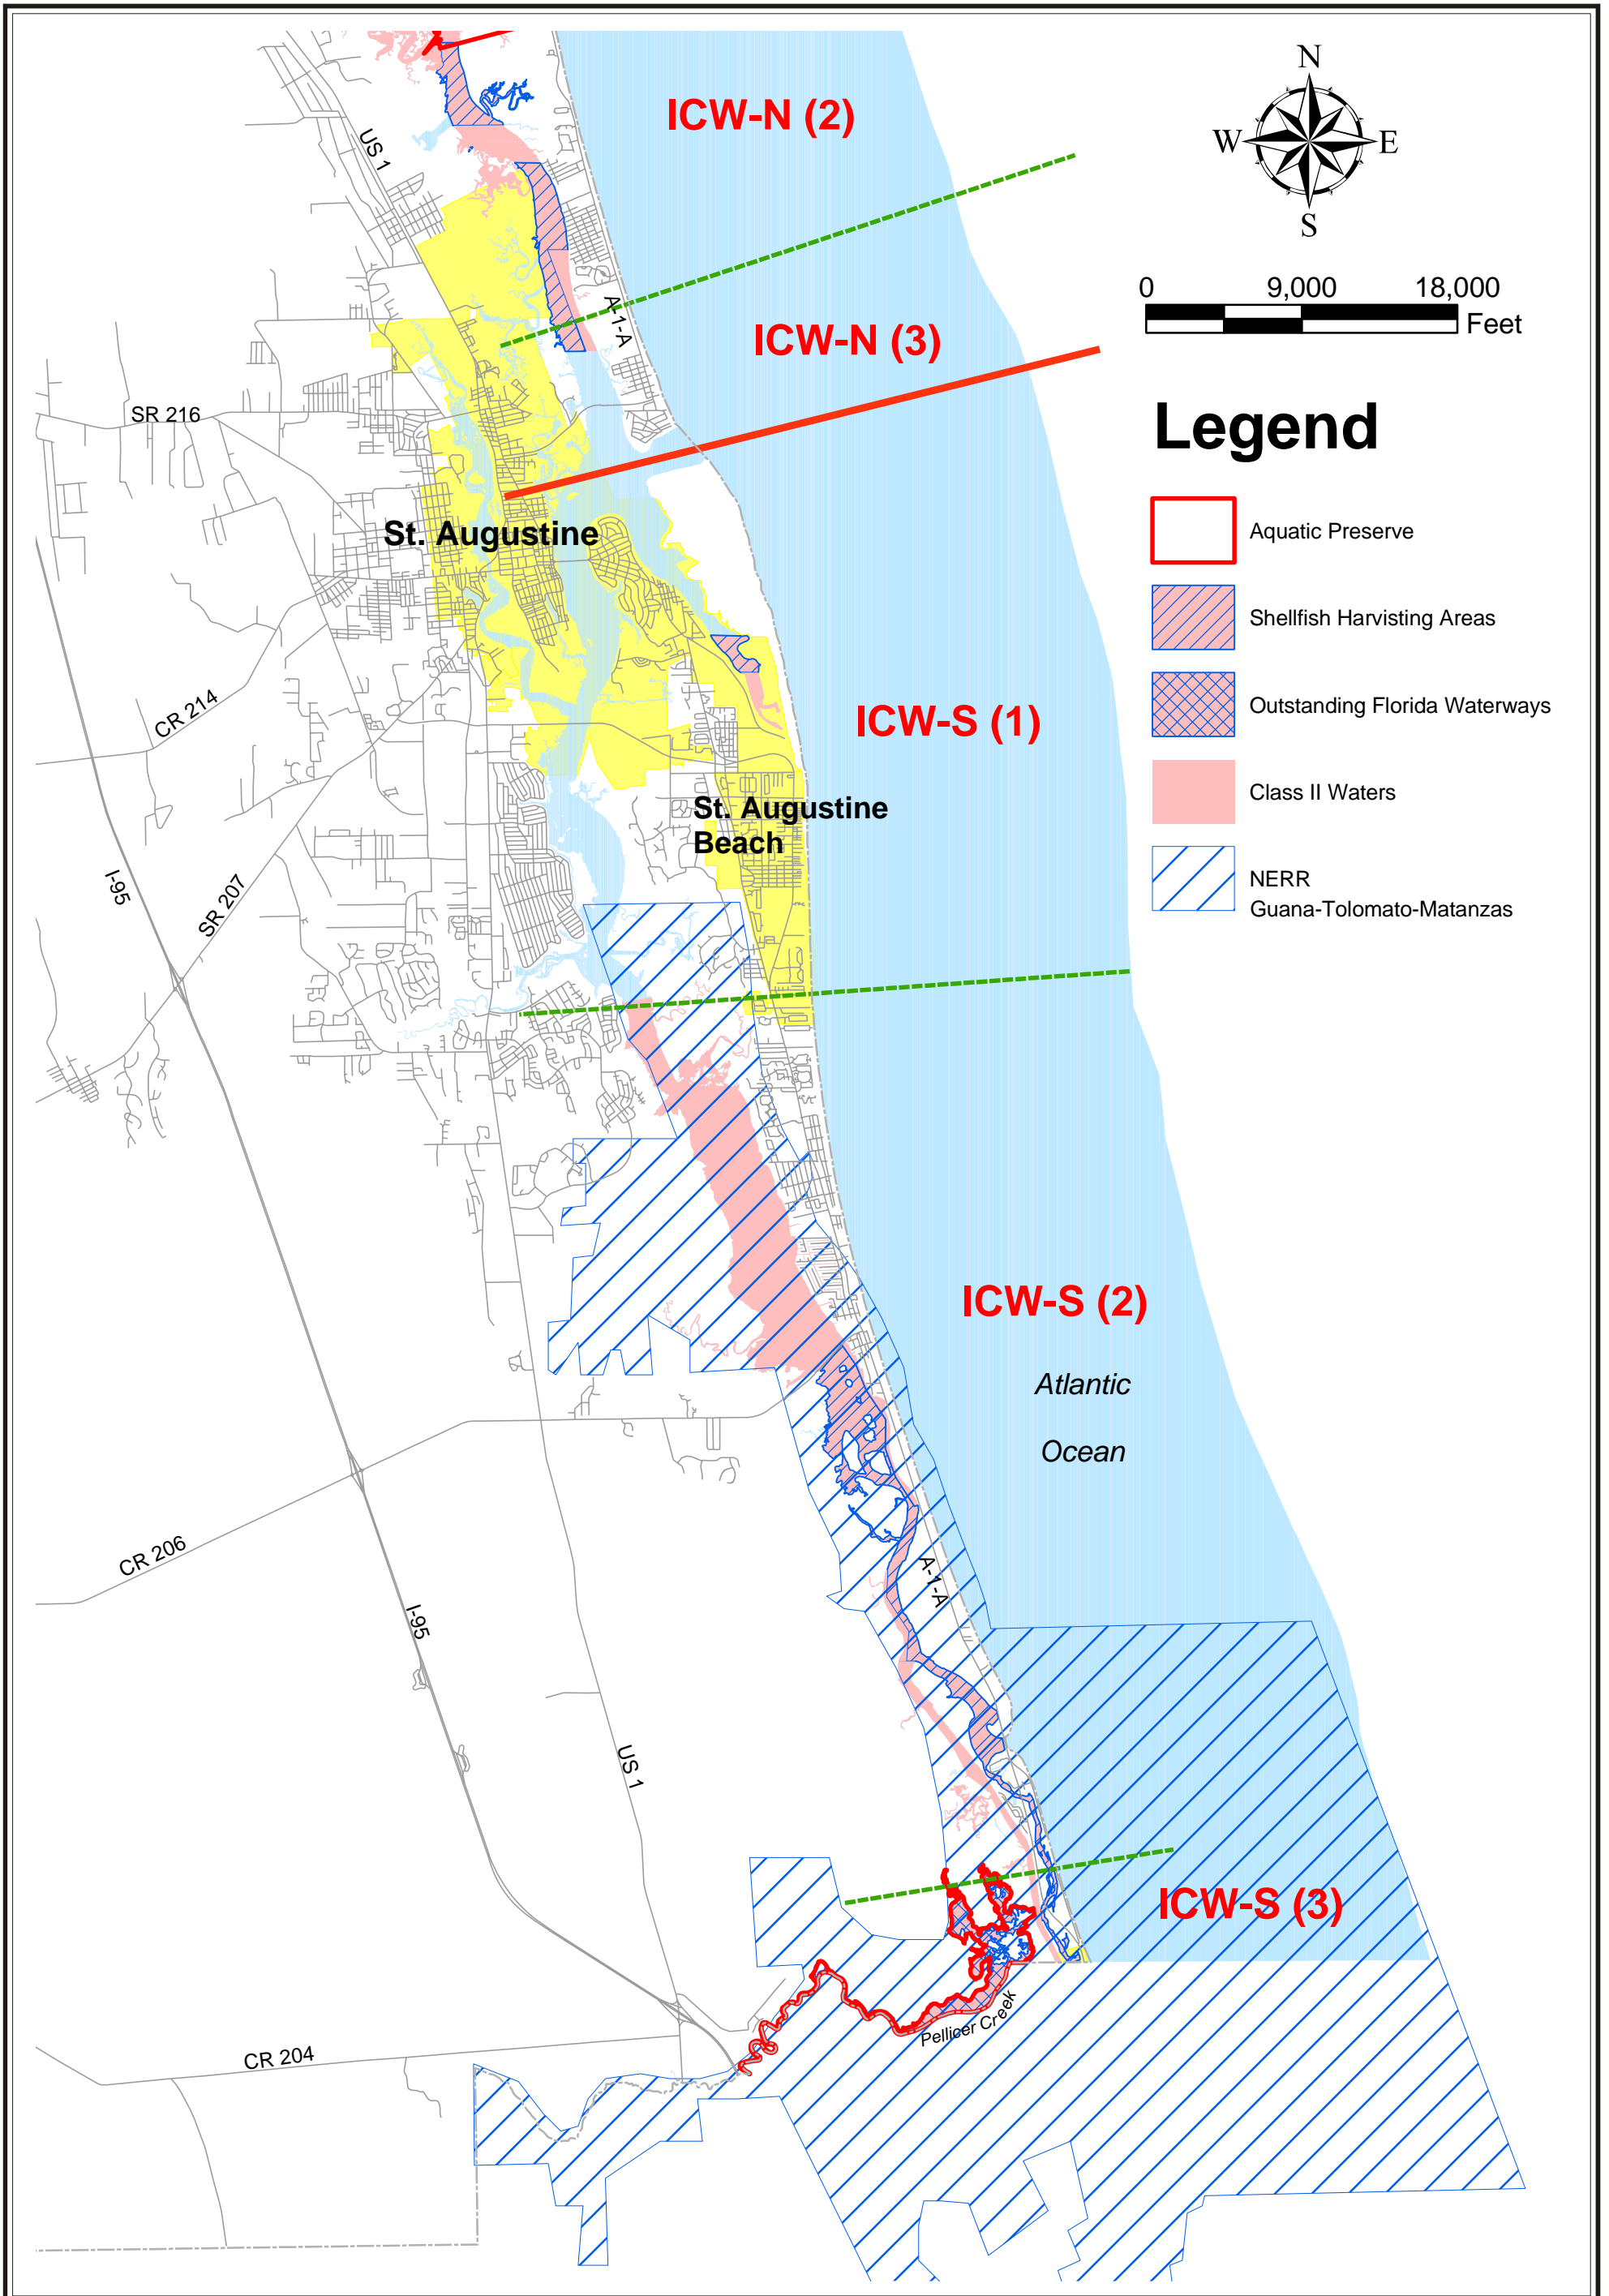 ICW-N (2)
N
W
E
S
US 1
0
9,000
18,000
Feet
A-1-A
ICW-N (3)
SR 216
Legend
St. Augustine
Aquatic Preserve
Shellfish Harvesting Areas
CR 214
ICW-S (1)
Outstanding Florida Waterways
Class II Waters
St. Augustine
Beach
I-95
SR 207
NERR
Guana-Tolomato-Matanzas
ICW-S (2)
Atlantic
Ocean
CR 206
A-1-A
I-95
US 1
ICW-S (3)
Pellicer Creek
CR 204